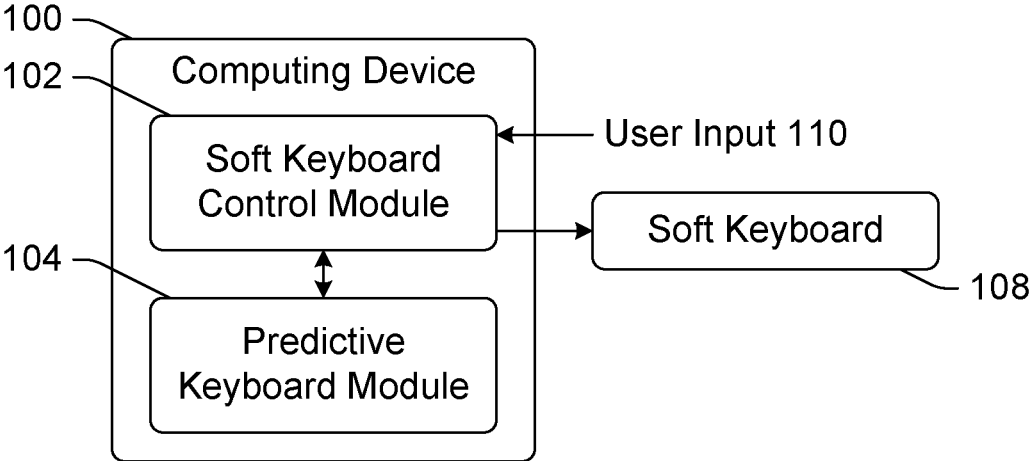 100
Computing Device
102
User Input 110
Soft Keyboard
Control Module
Soft Keyboard
104
108
Predictive
Keyboard Module